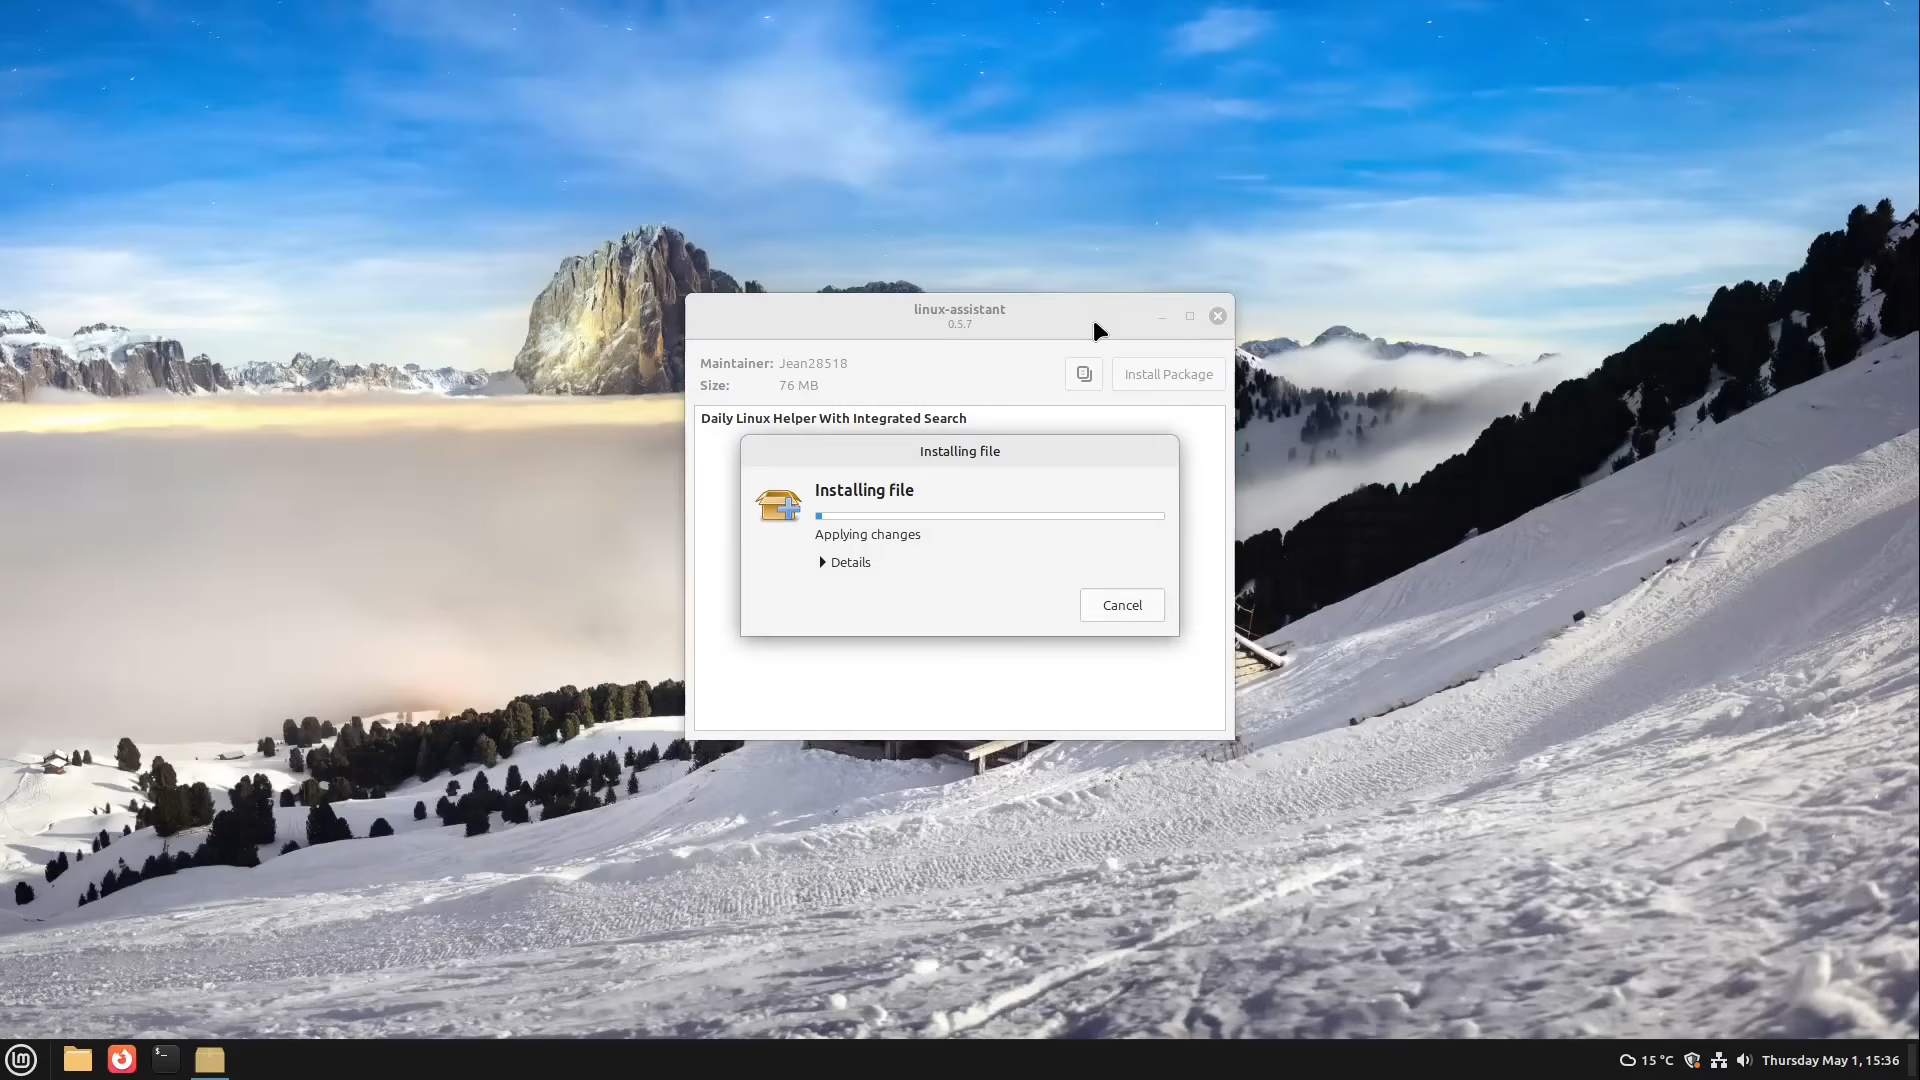 linux-assistant
0.5.7
Maintainer: Jean28518
Size: 76 MB
Install Package
Daily Linux Helper With Integrated Search
Installing file
Installing file
Applying changes
Details
Cancel
15 °C
Thursday May 1, 15:36